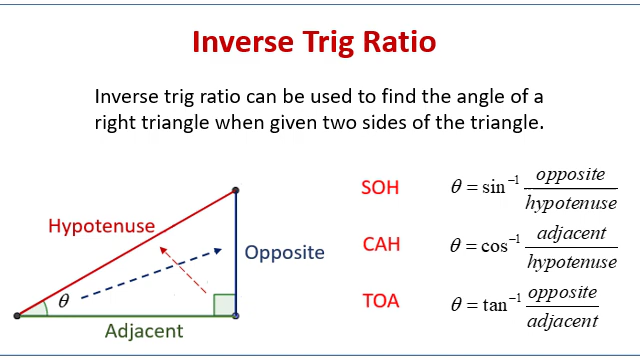 Inverse Trig Ratio
Inverse trig ratio can be used to find the angle of a
right triangle when given two sides of the triangle.
Hypotenuse
Opposite
θ
Adjacent
SOH θ = sin⁻¹ opposite/hypotenuse
CAH θ = cos⁻¹ adjacent/hypotenuse
TOA θ = tan⁻¹ opposite/adjacent